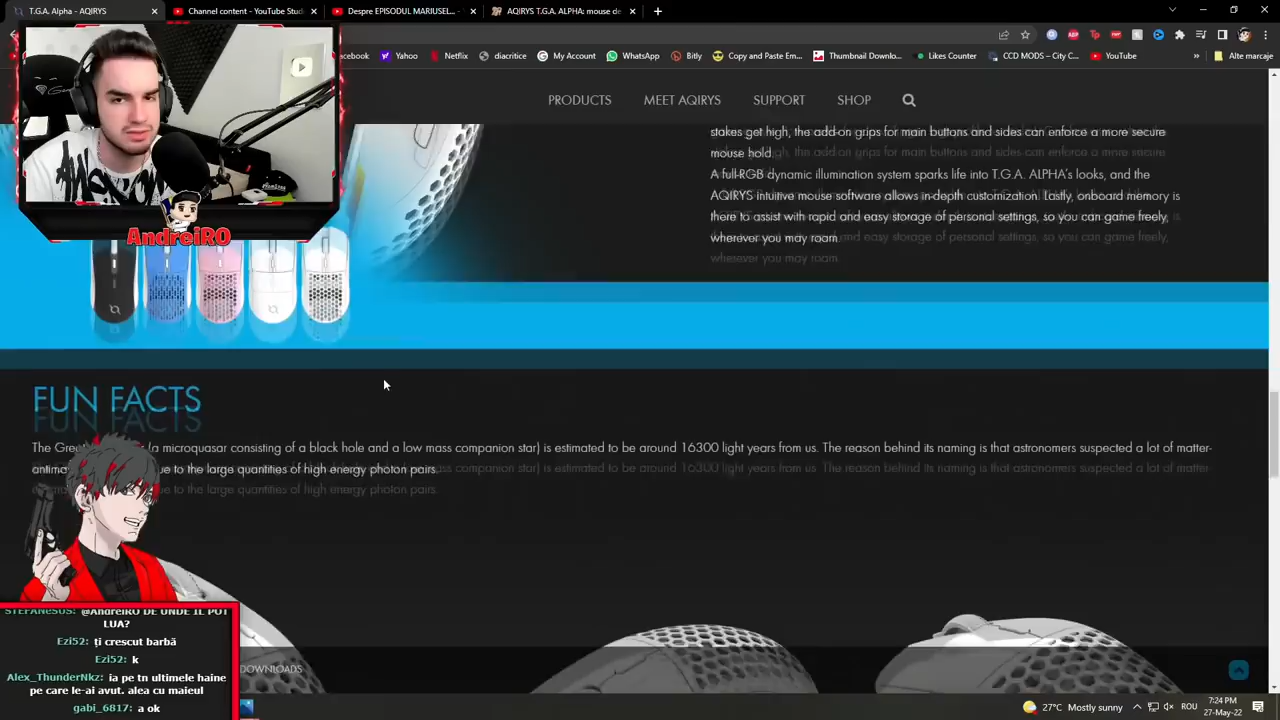 T.G.A. Alpha - AQIRYS
Channel content - YouTube Stud
Despre EPISODUL MARIUSEL...
AQIRYS T.G.A. ALPHA: mouse de
acebook
Yahoo
Netflix
diacritice
My Account
WhatsApp
Bitly
Copy and Paste Em...
Thumbnail Downlo...
Likes Counter
CCD MODS – City C...
YouTube
Alte marcaje
PRODUCTS
MEET AQIRYS
SUPPORT
SHOP
stakes get high, the add-on grips for main buttons and sides can enforce a more secure
mouse hold.
A full-RGB dynamic illumination system sparks life into T.G.A. ALPHA's looks, and the
AQIRYS intuitive mouse software allows in-depth customization. Lastly, onboard memory is
there to assist with rapid and easy storage of personal settings, so you can game freely,
wherever you may roam.
AndreiRO
FUN FACTS
The Great (a microquasar consisting of a black hole and a low mass companion star) is estimated to be around 16300 light years from us. The reason behind its naming is that astronomers suspected a lot of matter-
antima ue to the large quantities of high energy photon pairs.
STEFANeSUS: @AndreiRO DE UNDE IL POT
LUA?
Ezi52: ți crescut barbă
Ezi52: k
Alex_ThunderNkz: ia pe tn ultimele haine
pe care le-ai avut. alea cu maieul
gabi_6817: a ok
DOWNLOADS
27°C Mostly sunny
ROU
7:24 PM
27-May-22